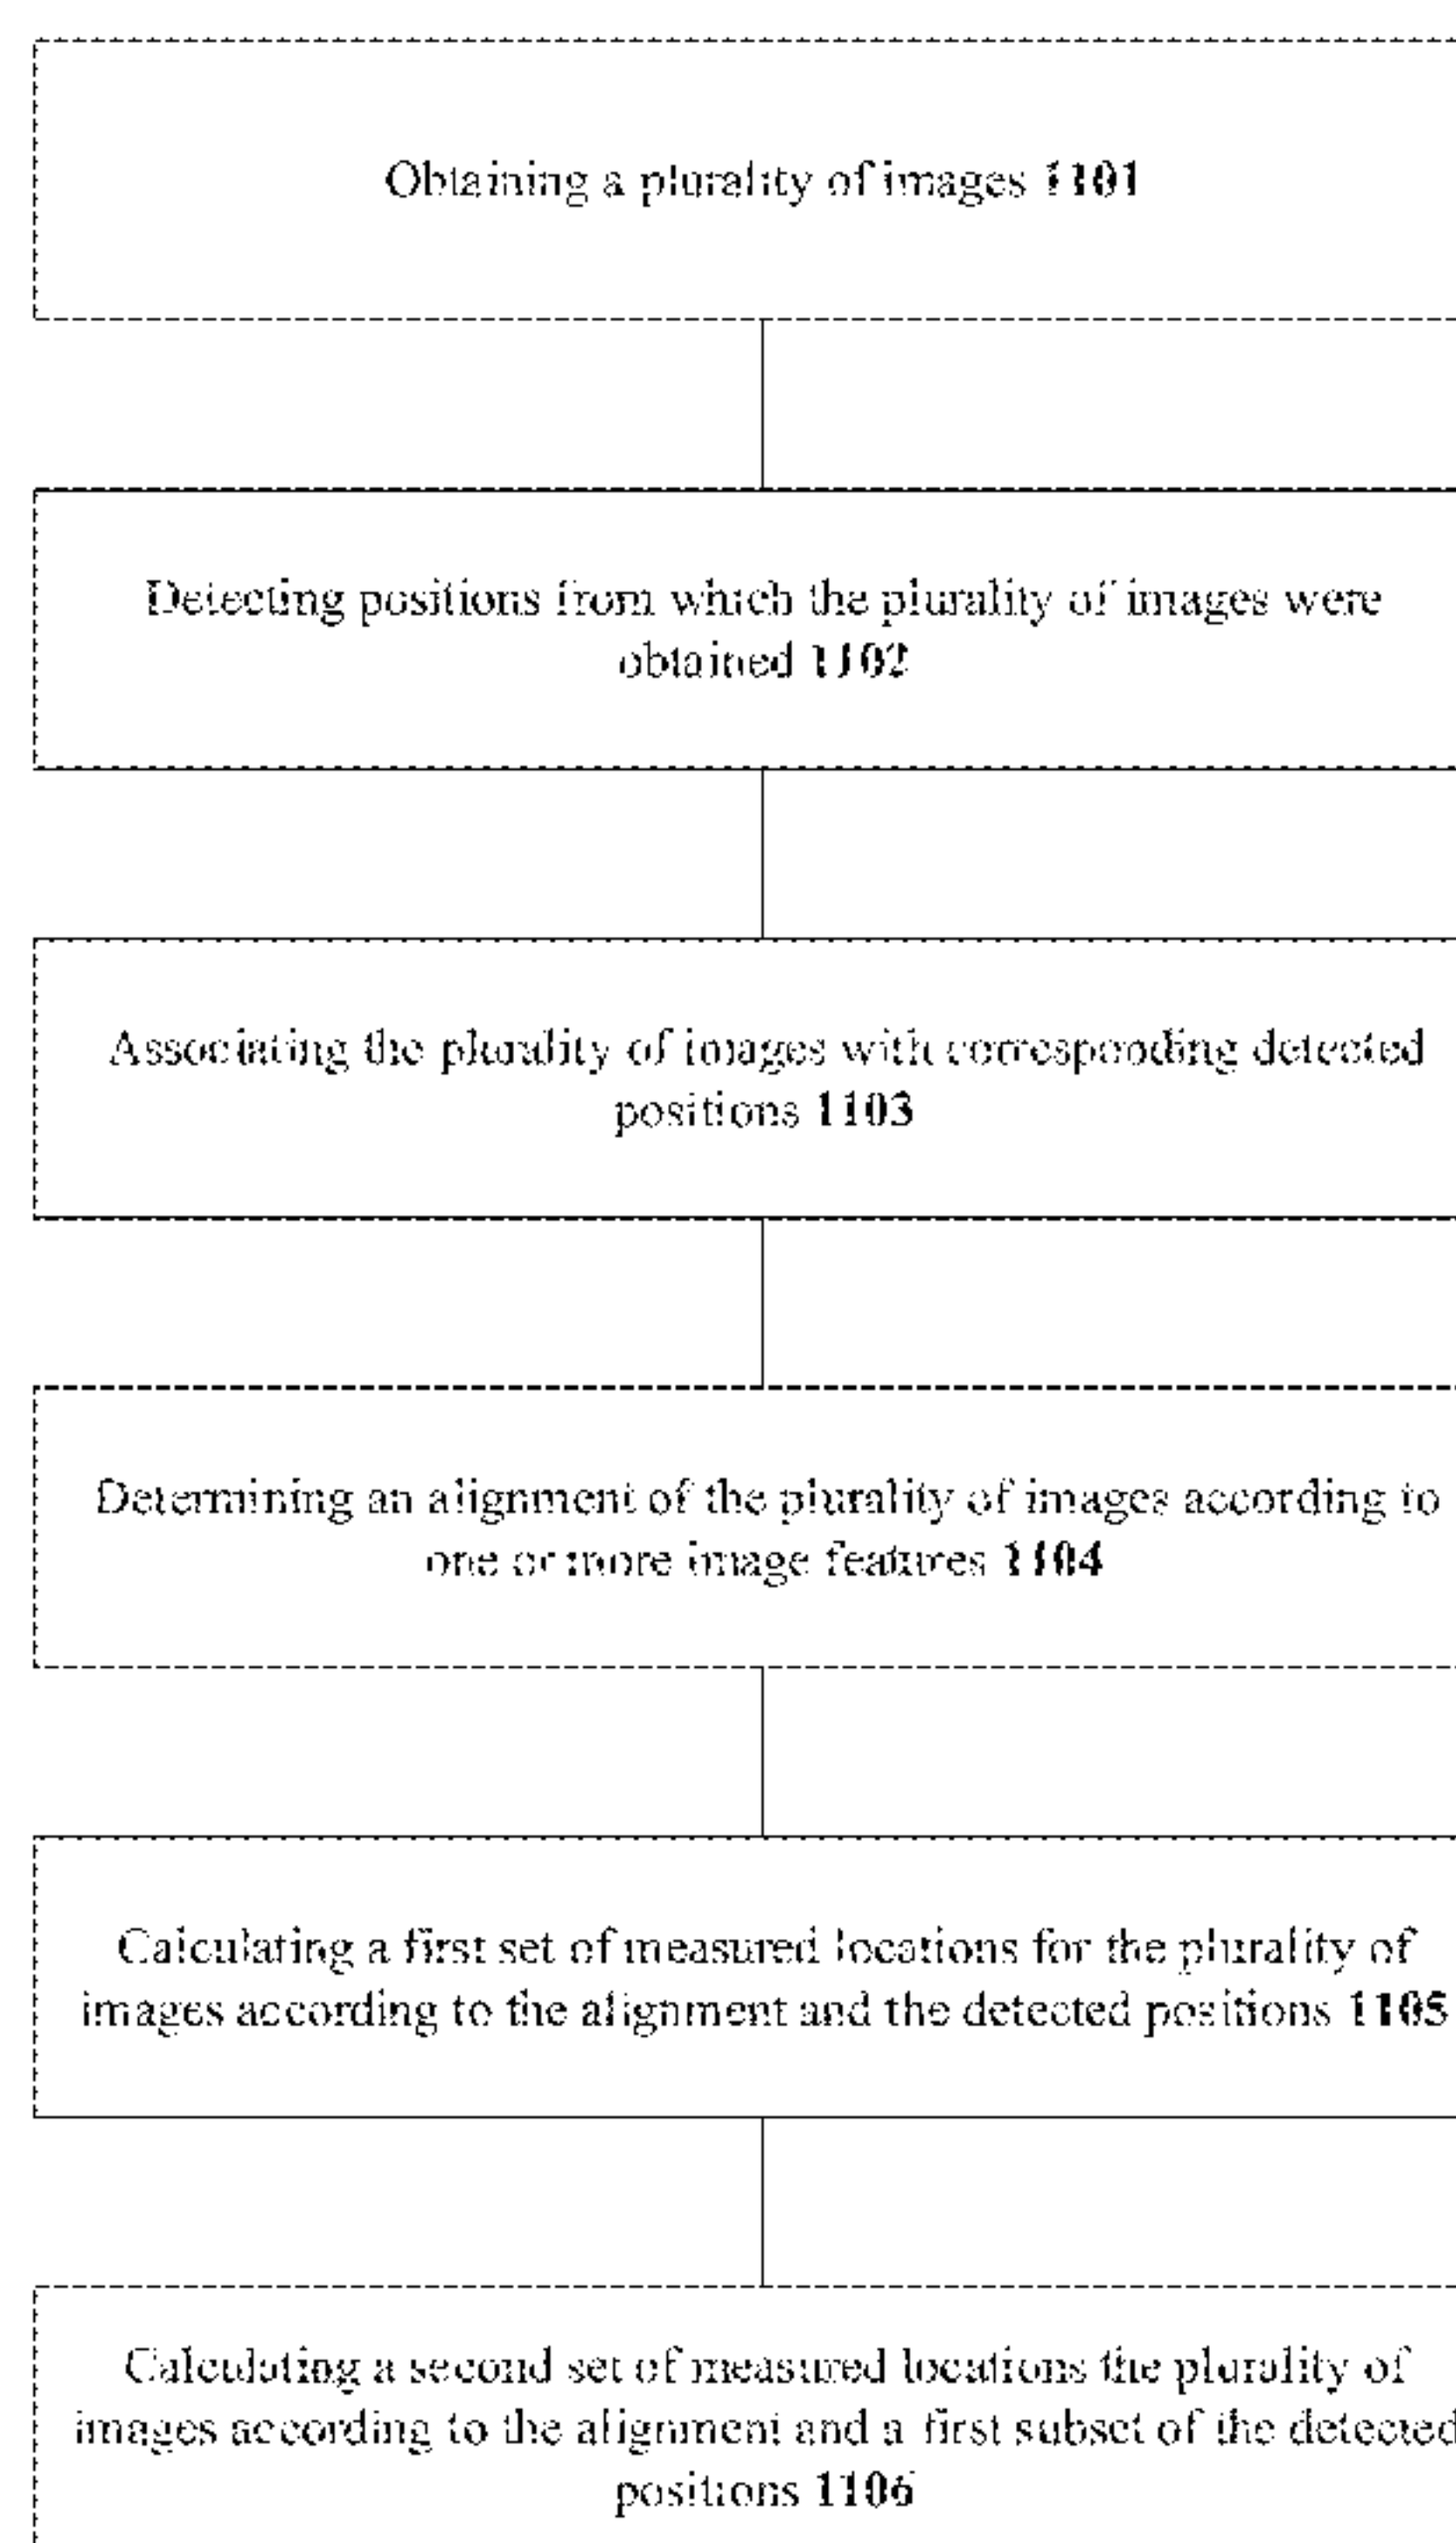 Obtaining a plurality of images 1101
Detecting positions from which the plurality of images were
obtained 1102
Associating the plurality of images with corresponding detected
positions 1103
Determining an alignment of the plurality of images according to
one or more image features 1104
Calculating a first set of measured locations for the plurality of
images according to the alignment and the detected positions 1105
Calculating a second set of measured locations the plurality of
images according to the alignment and a first subset of the detected
positions 1106